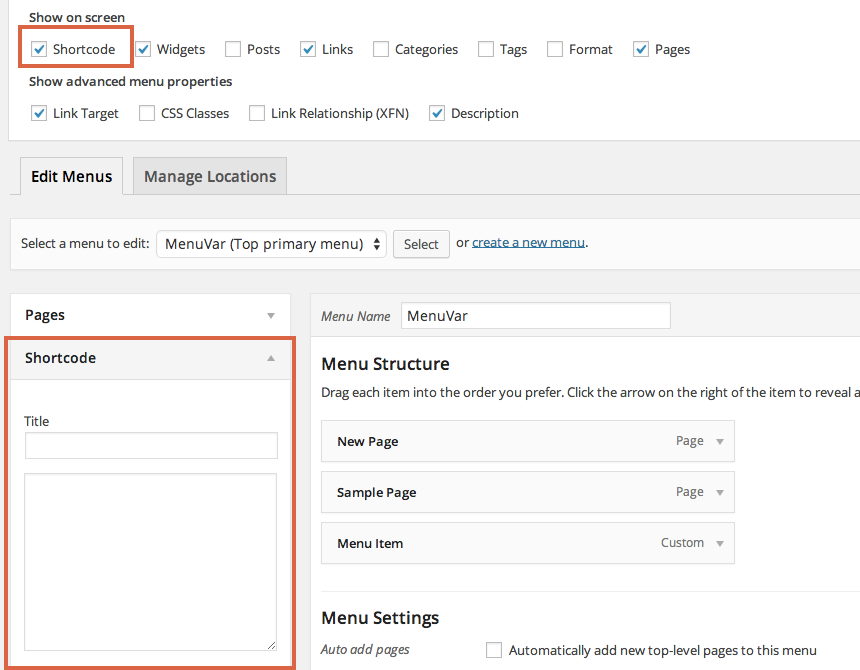 Show on screen
Shortcode Widgets Posts Links Categories Tags Format Pages
Show advanced menu properties
Link Target CSS Classes Link Relationship (XFN) Description
Edit Menus Manage Locations
Select a menu to edit: MenuVar (Top primary menu) Select or create a new menu.
Pages
Menu Name MenuVar
Shortcode
Menu Structure
Drag each item into the order you prefer. Click the arrow on the right of the item to reveal a
Title
New Page Page
Sample Page Page
Menu Item Custom
Menu Settings
Auto add pages Automatically add new top-level pages to this menu